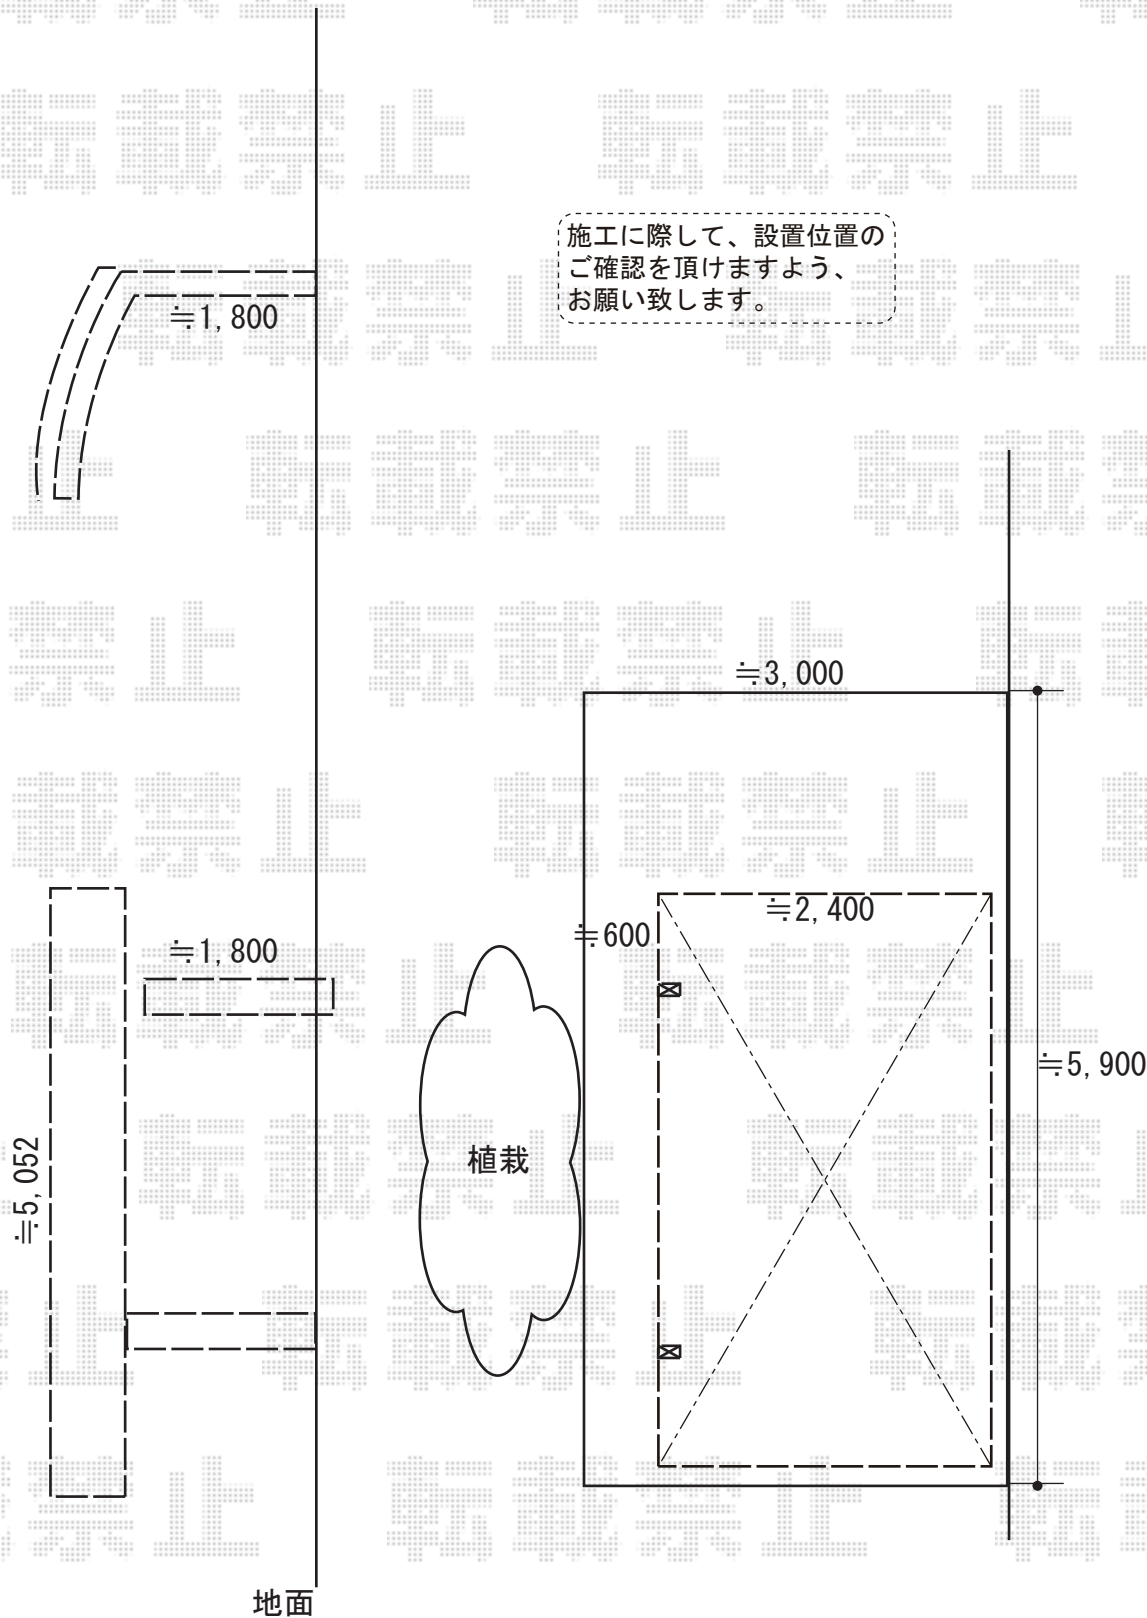 施工に際して、設置位置の
ご確認を頂けますよう、
お願い致します。
≒1,800
≒3,000
≒2,400
≒600
≒1,800
≒5,900
≒5,052
植栽
地面
転載禁止